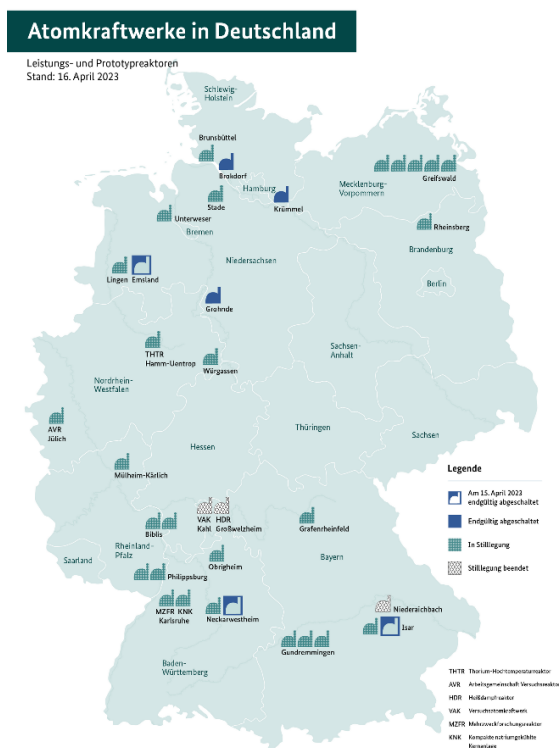 Atomkraftwerke in Deutschland
Leistungs- und Prototypreaktoren
Stand: 16. April 2023
Schleswig-
Holstein
Brunsbüttel
Brokdorf
Hamburg
Krümmel
Mecklenburg-
Vorpommern
Greifswald
Stade
Unterweser
Bremen
Rheinsberg
Brandenburg
Berlin
Niedersachsen
Lingen Emsland
Grohnde
THTR
Hamm-Uentrop
Würgassen
Sachsen-
Anhalt
Nordrhein-
Westfalen
AVR
Jülich
Hessen
Thüringen
Sachsen
Mülheim-Kärlich
VAK HDR
Kahl Großwelzheim
Biblis
Grafenrheinfeld
Rheinland-
Pfalz
Saarland
Obrigheim
Bayern
Philippsburg
MZFR KNK
Karlsruhe
Neckarwestheim
Niederaichbach
Isar
Gundremmingen
Baden-
Württemberg
Legende
Am 15. April 2023
endgültig abgeschaltet
Endgültig abgeschaltet
In Stilllegung
Stilllegung beendet
THTR Thorium-Hochtemperaturreaktor
AVR Arbeitsgemeinschaft Versuchsreaktor
HDR Heißdampfreaktor
VAK Versuchsatomkraftwerk
MZFR Mehrzweckforschungsreaktor
KNK Kompakte natriumgekühlte
Kernanlage